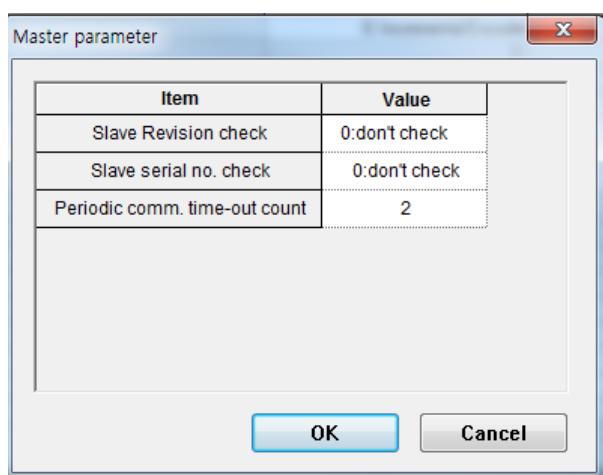 Master parameter
Item Value
Slave Revision check 0:don't check
Slave serial no. check 0:don't check
Periodic comm. time-out count 2
OK Cancel